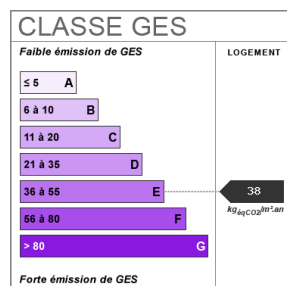 CLASSE GES
Faible émission de GES
LOGEMENT
≤ 5 A
6 à 10 B
11 à 20 C
21 à 35 D
36 à 55 E
38
kgéqCO2/m².an
56 à 80 F
> 80 G
Forte émission de GES